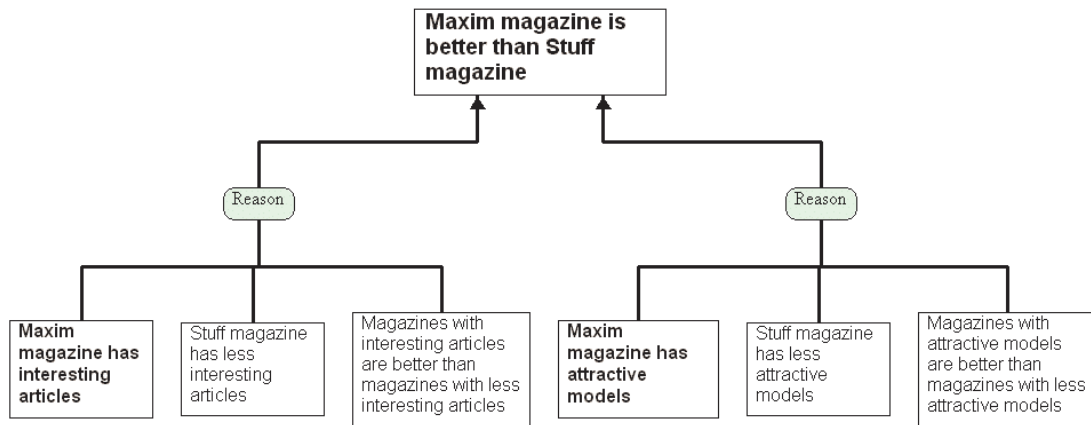 Maxim magazine is
better than Stuff
magazine
Reason
Reason
Maxim
magazine has
interesting
articles
Stuff magazine
has less
interesting
articles
Magazines with
interesting articles
are better than
magazines with less
interesting articles
Maxim
magazine has
attractive
models
Stuff magazine
has less
attractive
models
Magazines with
attractive models
are better than
magazines with less
attractive models